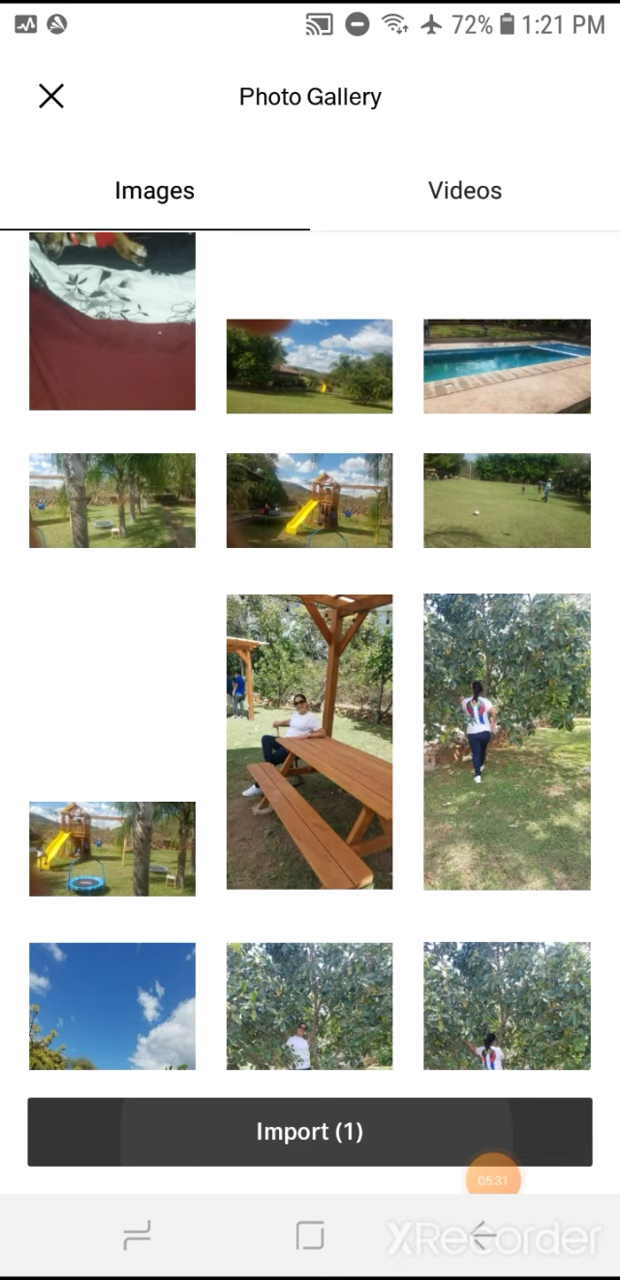 72% 1:21 PM
Photo Gallery
Images Videos
Import (1)
05:31
XRecorder